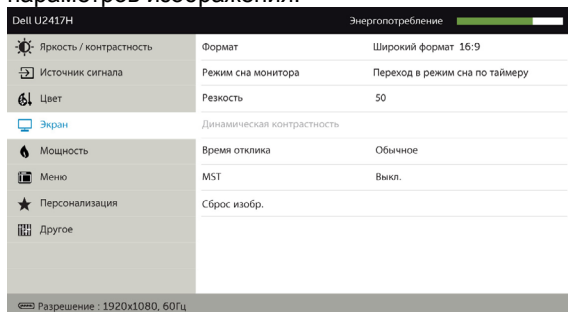 параметров изображения.
Dell U2417H
Энергопотребление
Яркость / контрастность
Формат
Широкий формат 16:9
Источник сигнала
Режим сна монитора
Переход в режим сна по таймеру
Цвет
Резкость
50
Экран
Динамическая контрастность
Мощность
Время отклика
Обычное
Меню
MST
Выкл.
Персонализация
Сброс изобр.
Другое
Разрешение : 1920x1080, 60Гц